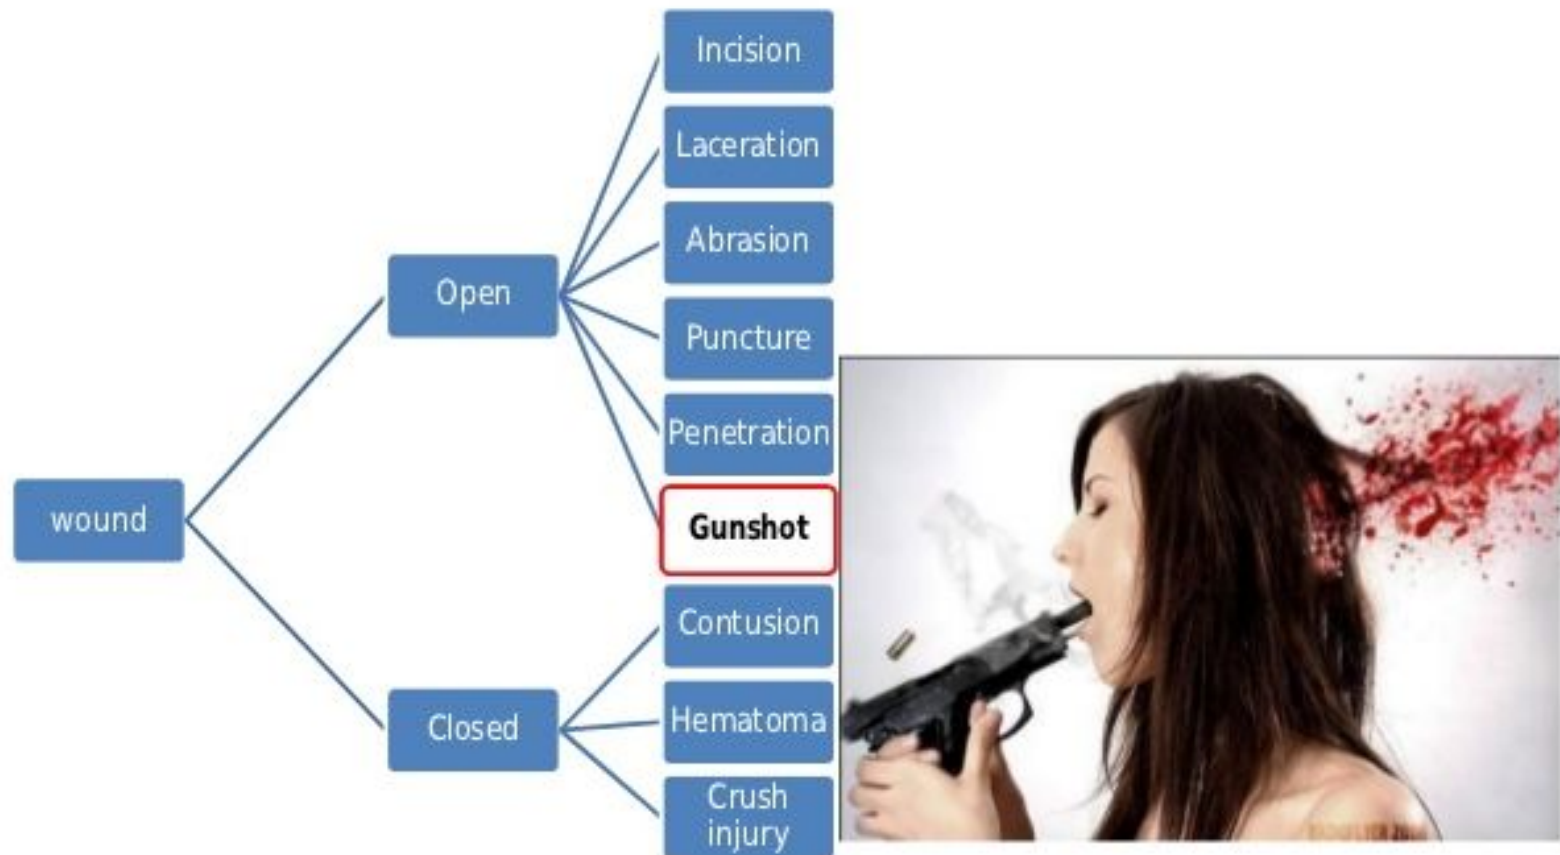 Incision
Laceration
Abrasion
Open
Puncture
Penetration
wound
Gunshot
Contusion
Closed
Hematoma
Crush
injury